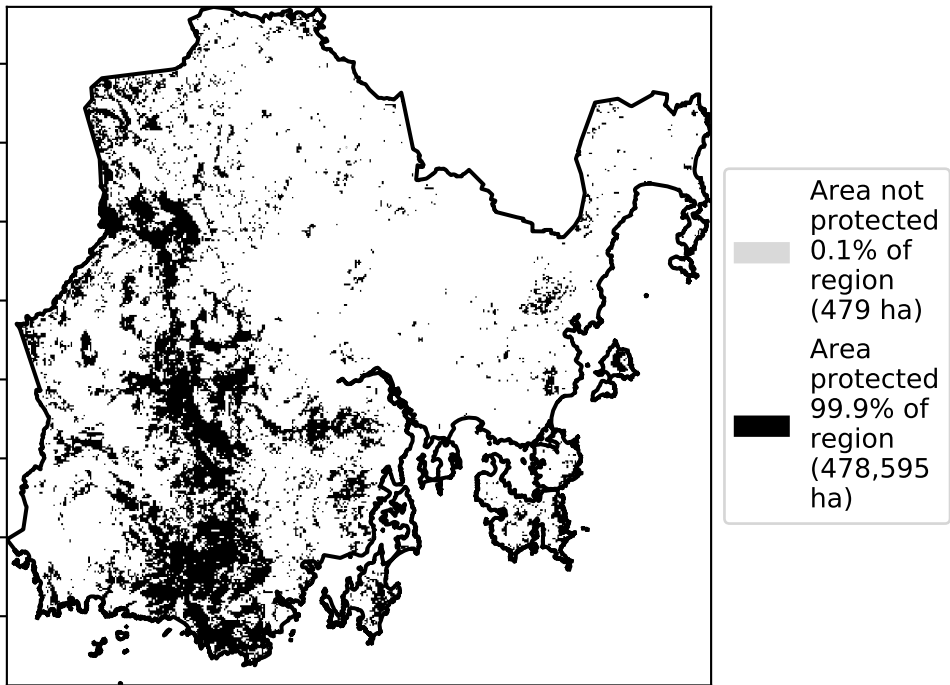 Area not
protected
0.1% of
region
(479 ha)
Area
protected
99.9% of
region
(478,595
ha)